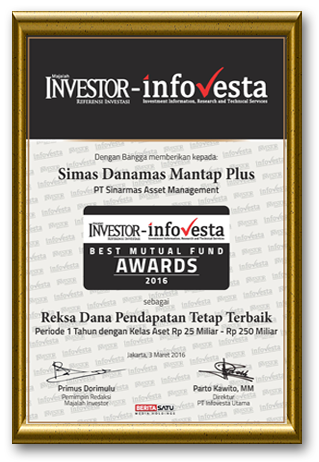 Majalah
INVESTOR-infovesta
REFERENSI INVESTASI
Investment Information, Research and Technical Services
Dengan Bangga memberikan kepada:
Simas Danamas Mantap Plus
PT Sinarmas Asset Management
INVESTOR-infovesta
BEST MUTUAL FUND
AWARDS
2016
sebagai
Reksa Dana Pendapatan Tetap Terbaik
Periode 1 Tahun dengan Kelas Aset Rp 25 Miliar - Rp 250 Miliar
Jakarta, 3 Maret 2016
Primus Dorimulu
Pemimpin Redaksi
Majalah Investor
Parto Kawito, MM
Direktur
PT Infovesta Utama
BERITASATU
MEDIA HOLDINGS